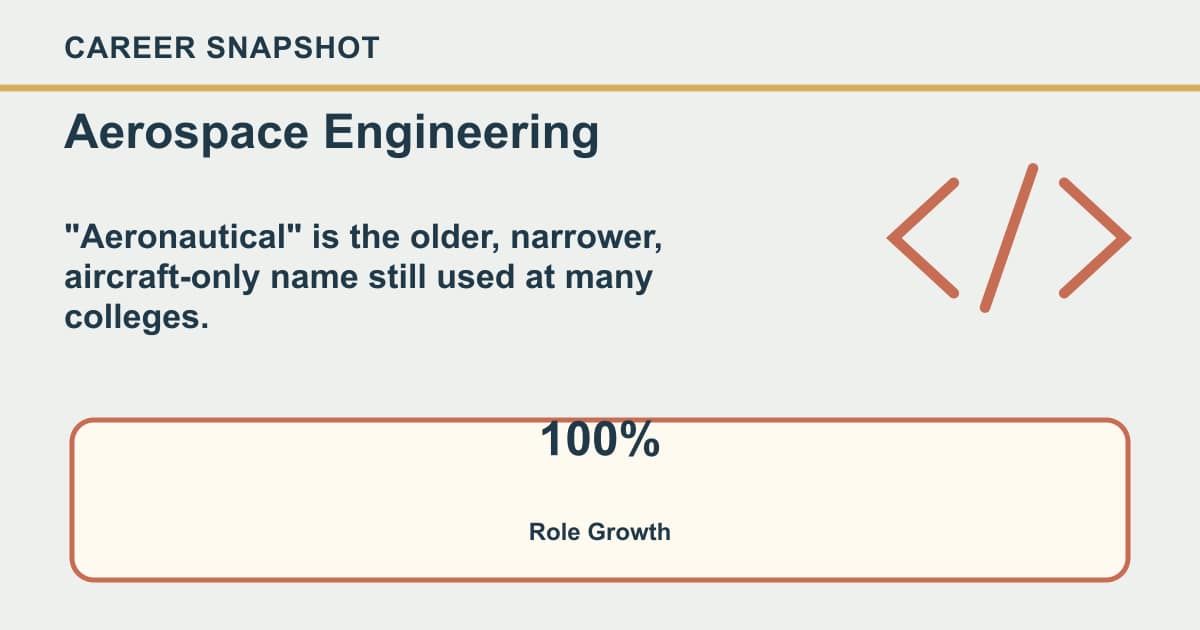 CAREER SNAPSHOT
Aerospace Engineering
"Aeronautical" is the older, narrower,
aircraft-only name still used at many
colleges.
100%
Role Growth